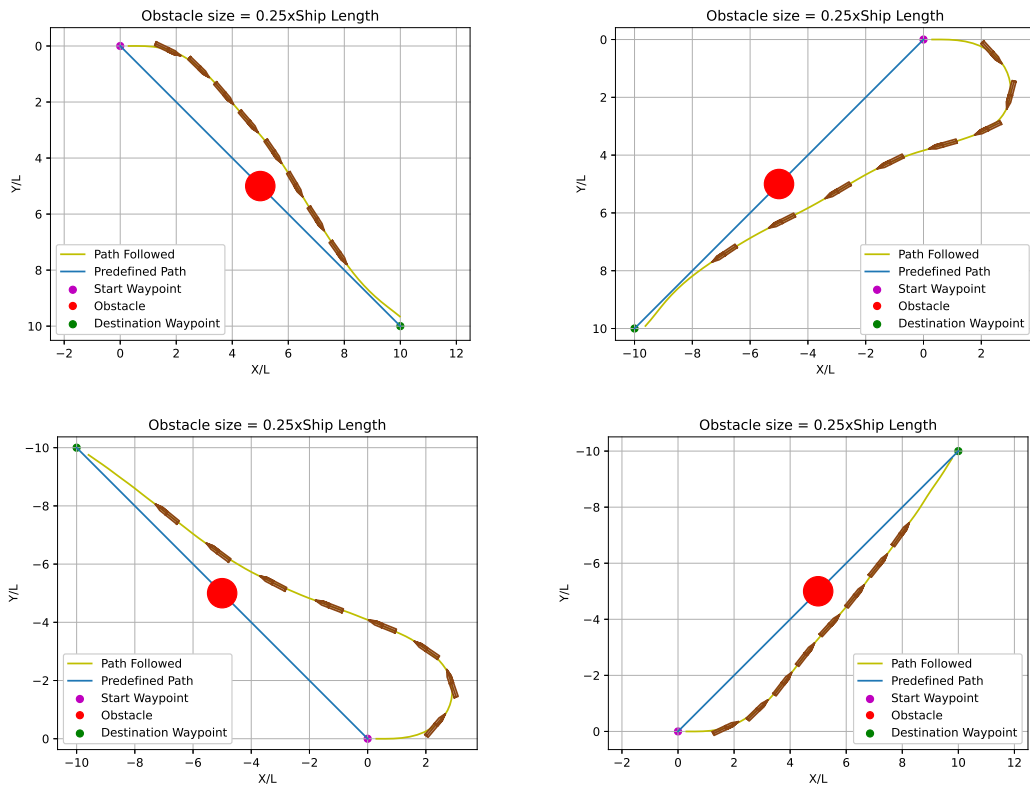 Obstacle size = 0.25xShip Length
0
2
4
6
8
10
Y/L
Path Followed
Predefined Path
Start Waypoint
Obstacle
Destination Waypoint
−2 0 2 4 6 8 10 12
X/L
Obstacle size = 0.25xShip Length
0
2
4
6
8
10
Y/L
Path Followed
Predefined Path
Start Waypoint
Obstacle
Destination Waypoint
−10 −8 −6 −4 −2 0 2
X/L
Obstacle size = 0.25xShip Length
−10
−8
−6
−4
−2
0
Y/L
Path Followed
Predefined Path
Start Waypoint
Obstacle
Destination Waypoint
−10 −8 −6 −4 −2 0 2
X/L
Obstacle size = 0.25xShip Length
−10
−8
−6
−4
−2
0
Y/L
Path Followed
Predefined Path
Start Waypoint
Obstacle
Destination Waypoint
−2 0 2 4 6 8 10 12
X/L